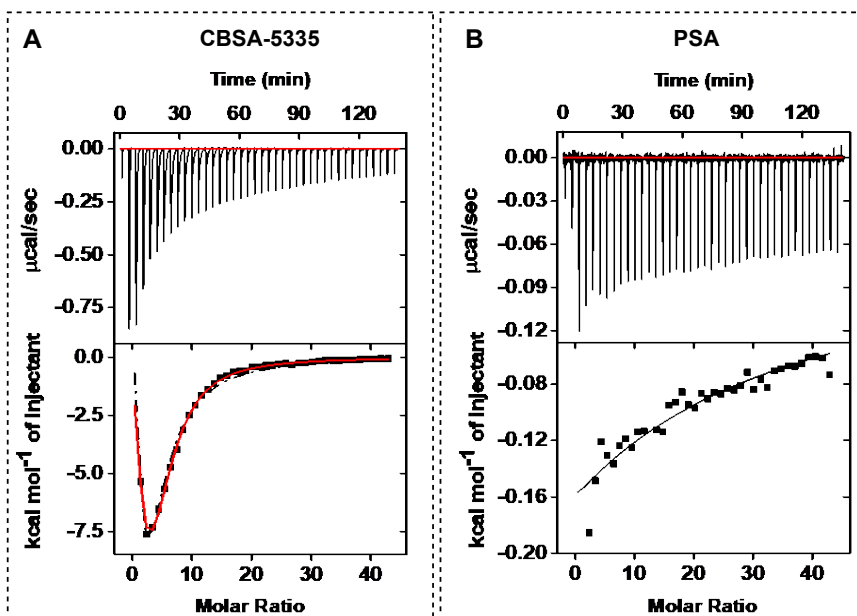 A CBSA-5335
Time (min)
0 30 60 90 120
0.00
-0.25
-0.50
-0.75
µcal/sec
0.0
-2.5
-5.0
-7.5
kcal mol⁻¹ of Injectant
0 10 20 30 40
Molar Ratio
B PSA
Time (min)
0 30 60 90 120
0.00
-0.03
-0.06
-0.09
-0.12
µcal/sec
-0.08
-0.12
-0.16
-0.20
kcal mol⁻¹ of Injectant
0 10 20 30 40
Molar Ratio